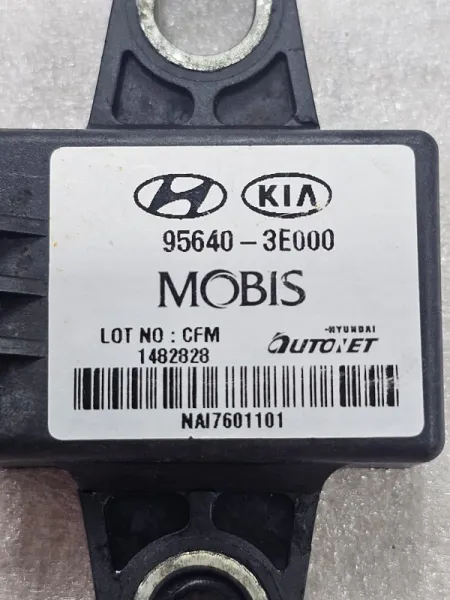 KIA
95640-3E000
MOBIS
LOT NO : CFM
1482828
-HYUNDAI
AUTONET
NAI7601101